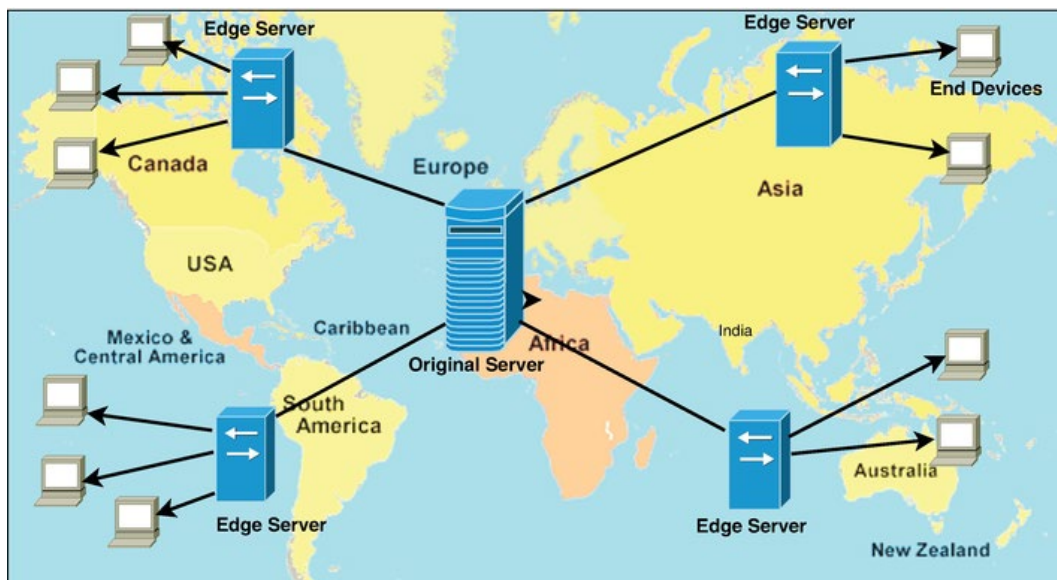 Edge Server
Edge Server
End Devices
Canada
Europe
Asia
USA
Mexico &
Central America
Caribbean
India
Original Server
Africa
South
America
Australia
Edge Server
Edge Server
New Zealand